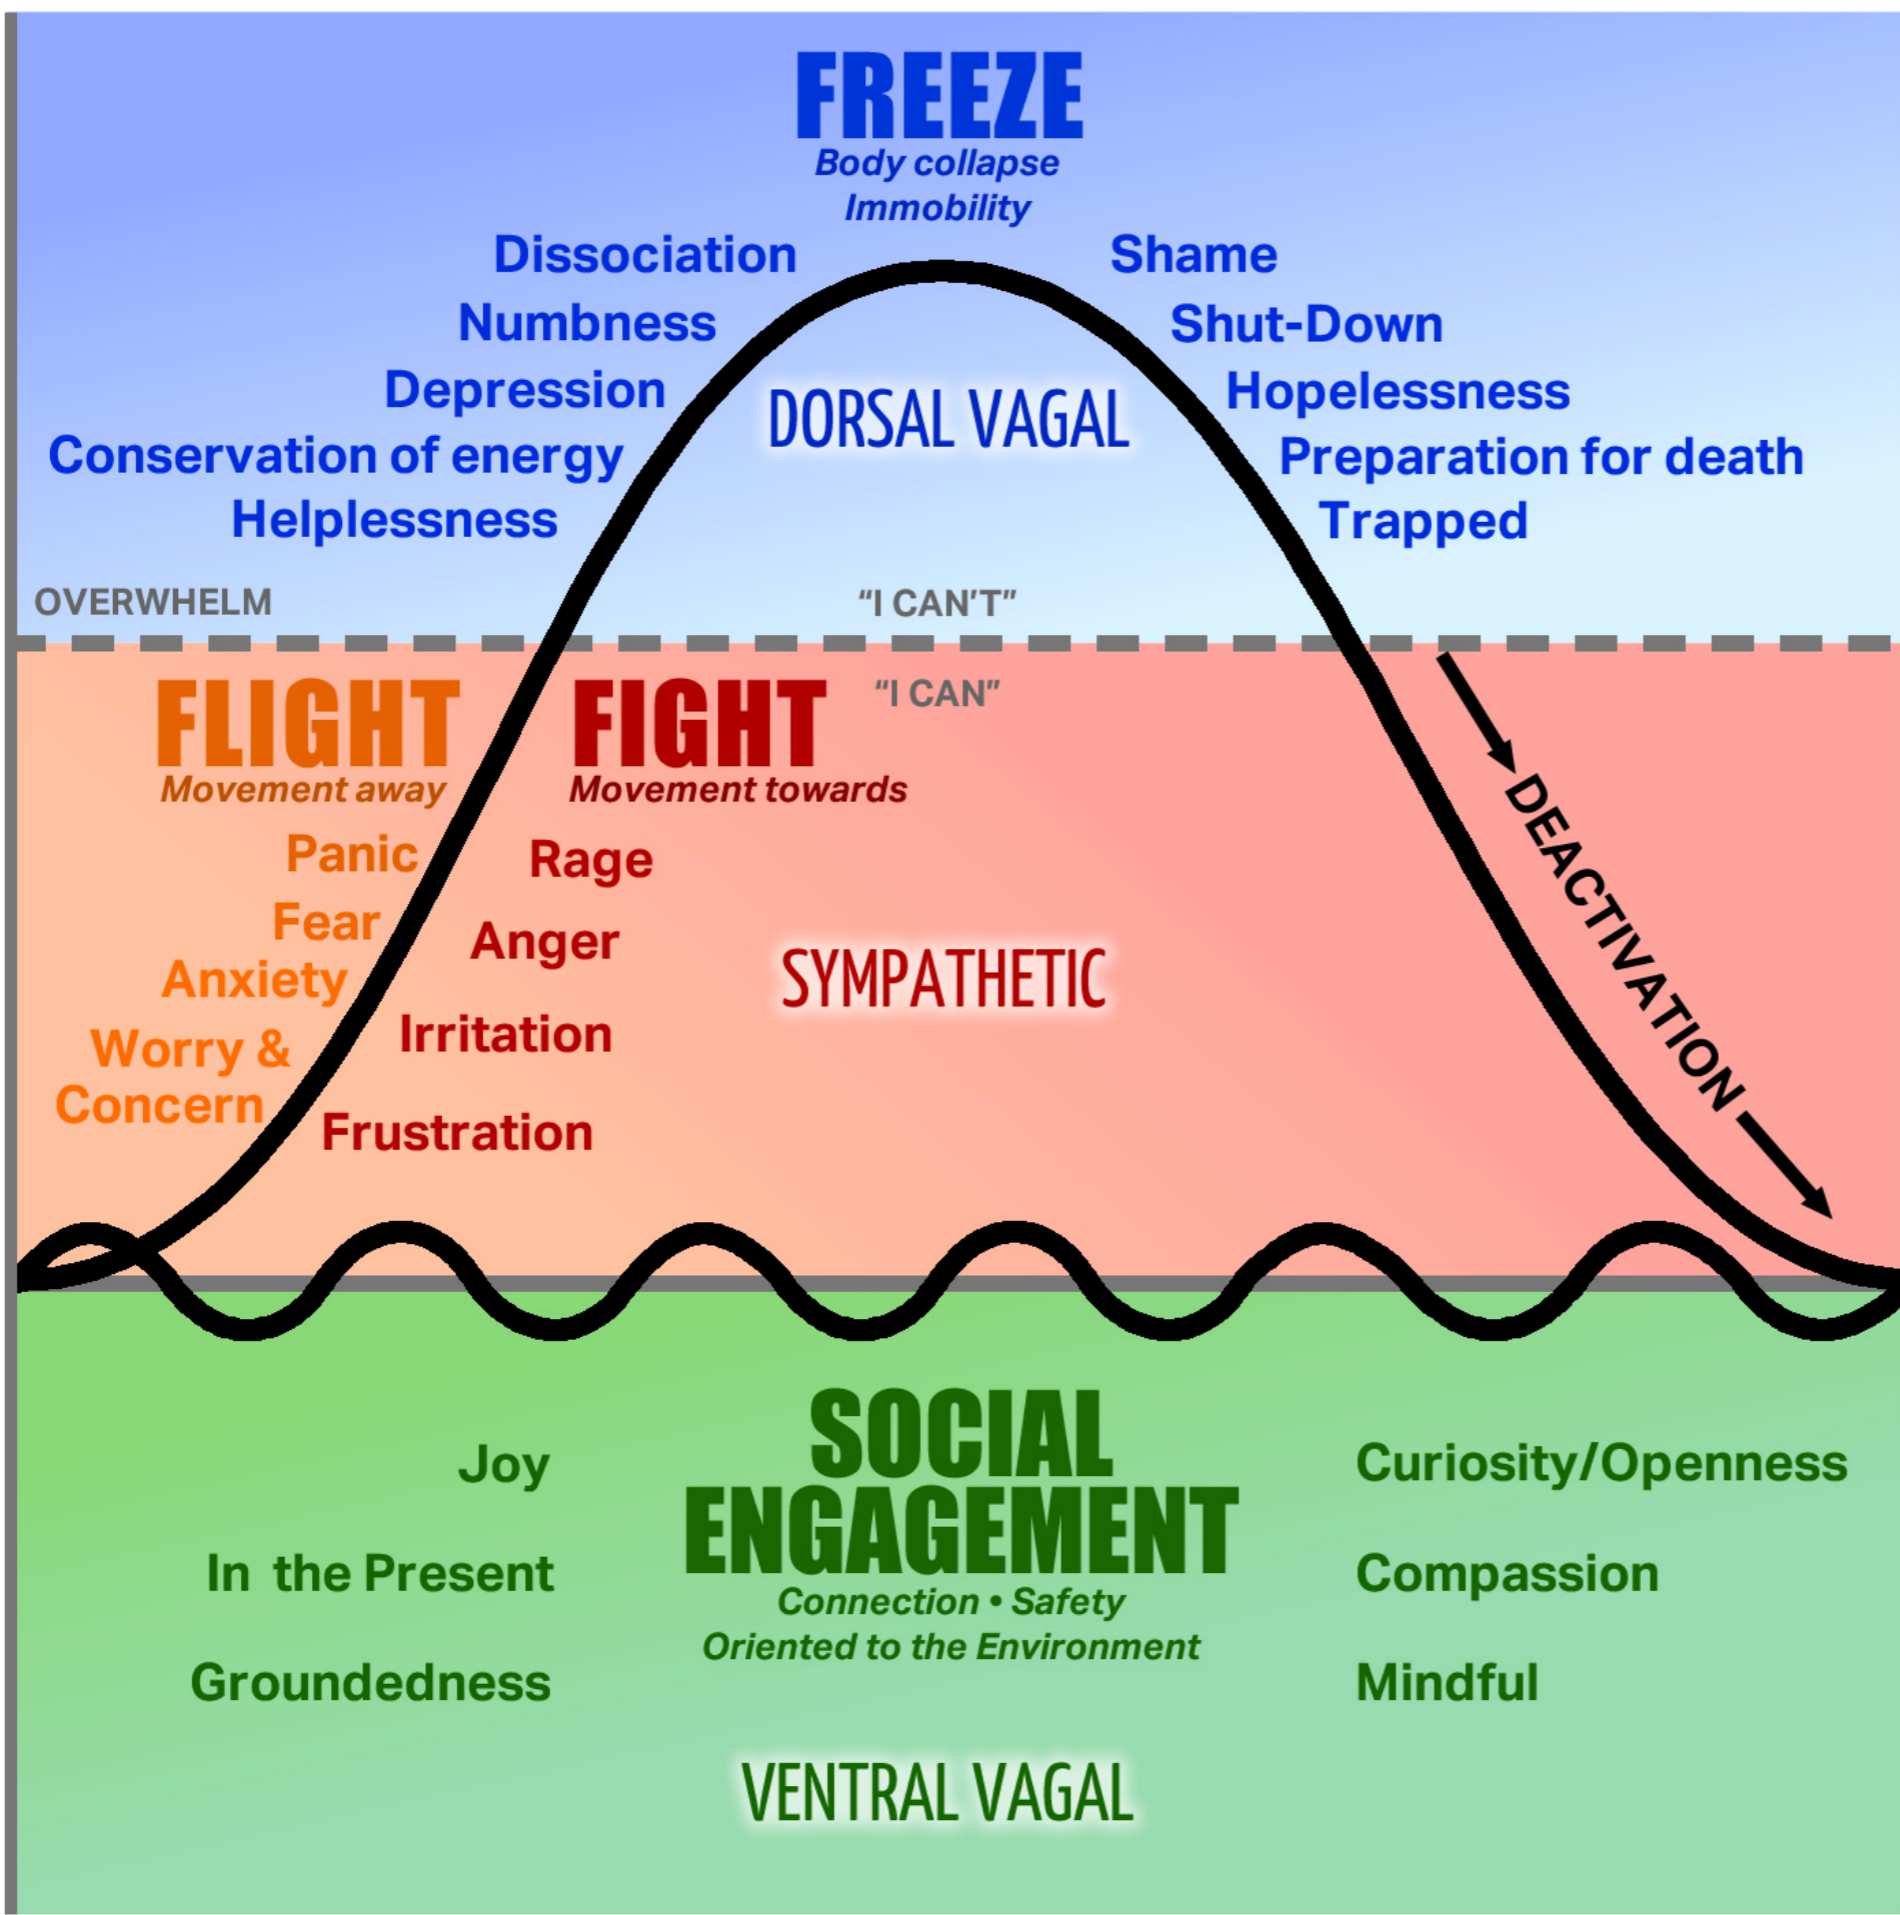 FREEZE
Body collapse
Immobility
Dissociation
Numbness
Depression
Conservation of energy
Helplessness
Shame
Shut-Down
Hopelessness
Preparation for death
Trapped
DORSAL VAGAL
OVERWHELM
“I CAN’T”
“I CAN”
FLIGHT
Movement away
Panic
Fear
Anxiety
Worry &
Concern
FIGHT
Movement towards
Rage
Anger
Irritation
Frustration
SYMPATHETIC
DEACTIVATION
SOCIAL
ENGAGEMENT
Connection • Safety
Oriented to the Environment
Joy
In the Present
Groundedness
Curiosity/Openness
Compassion
Mindful
VENTRAL VAGAL